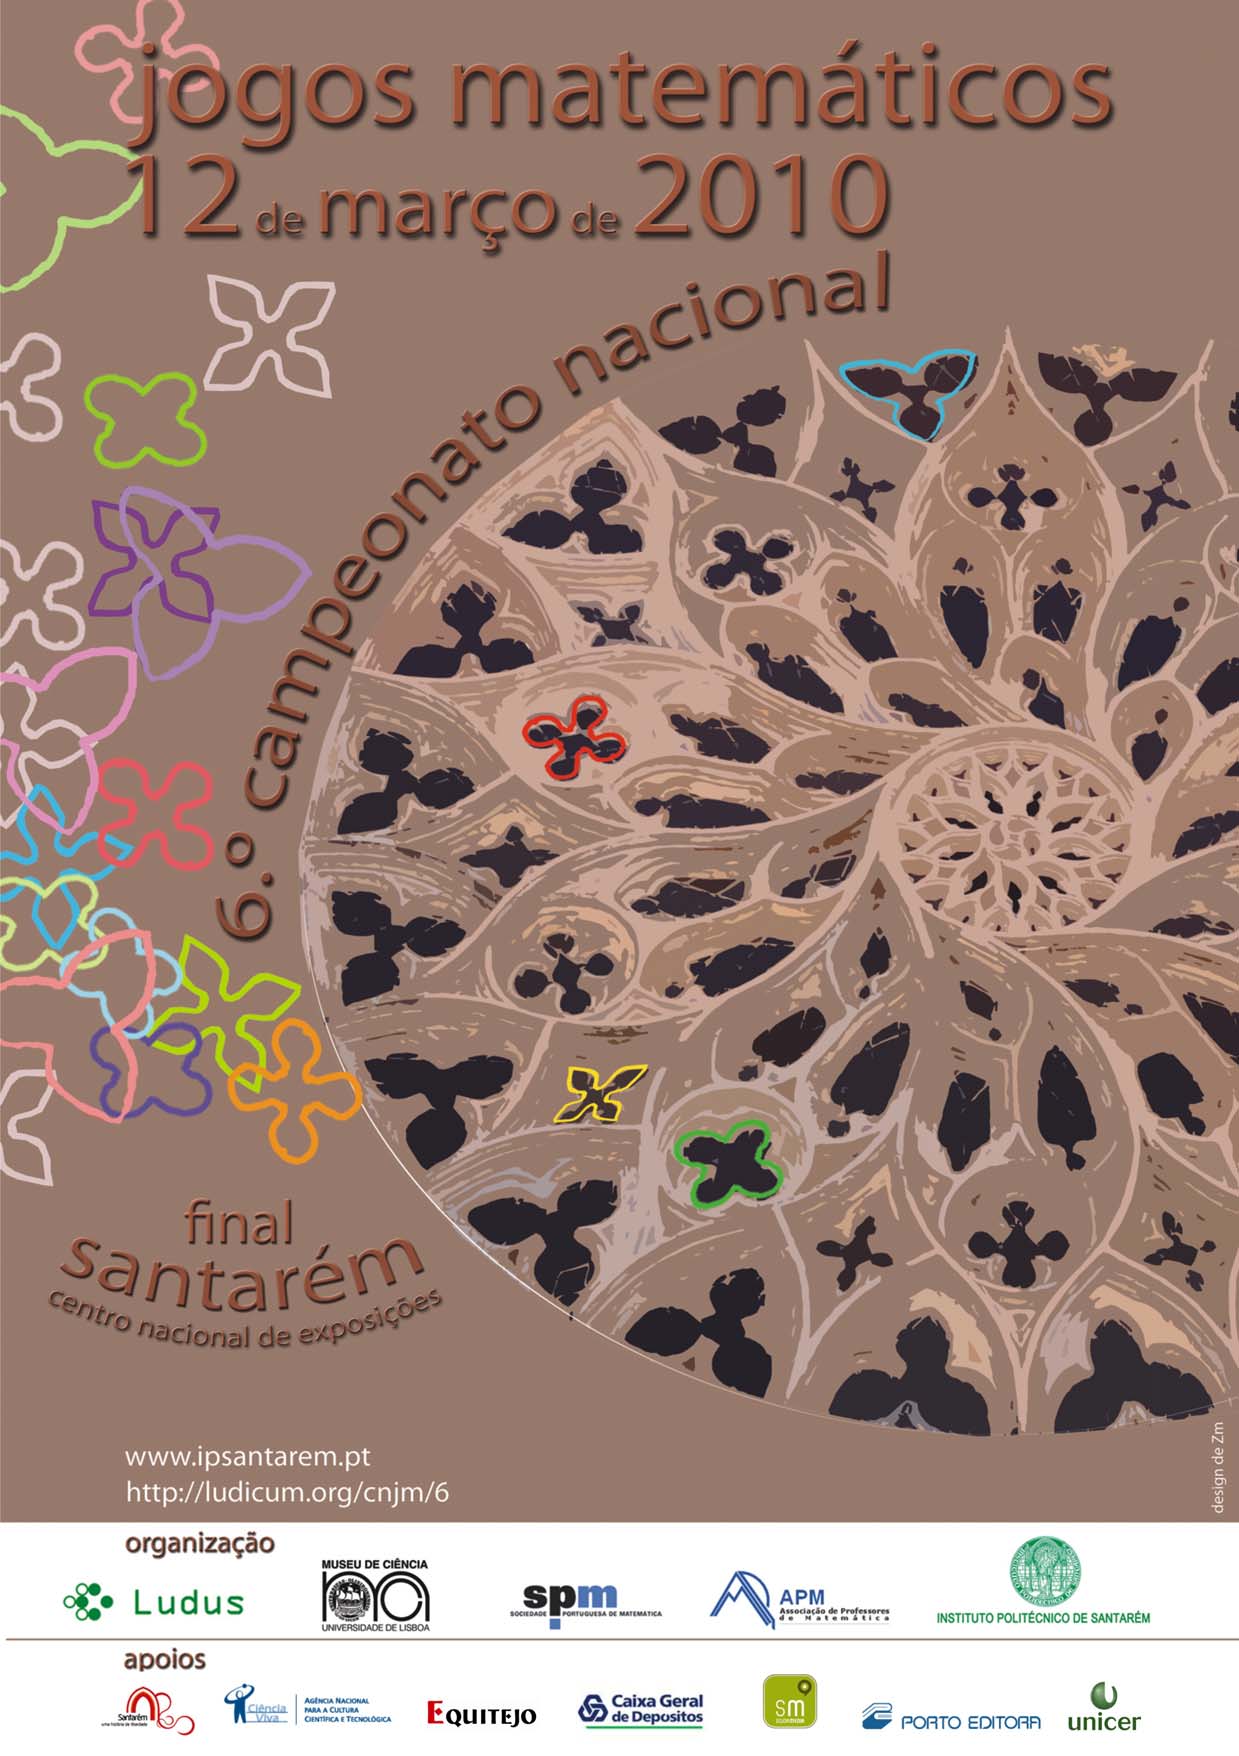 jogos matemáticos
12 de março de 2010
6.º campeonato nacional
final
santarém
centro nacional de exposições
www.ipsantarem.pt
http://ludicum.org/cnjm/6
design de Zm
organização
Ludus
MUSEU DE CIÊNCIA
UNIVERSIDADE DE LISBOA
spm
SOCIEDADE PORTUGUESA DE MATEMATICA
APM
Associação de Professores
de Matemática
INSTITUTO POLITÉCNICO DE SANTARÉM
apoios
Santarém
Ciência
Viva
AGÊNCIA NACIONAL
PARA A CULTURA
CIENTÍFICA E TECNOLÓGICA
EQUITEJO
Caixa Geral
de Depositos
sm
PORTO EDITORA
unicer